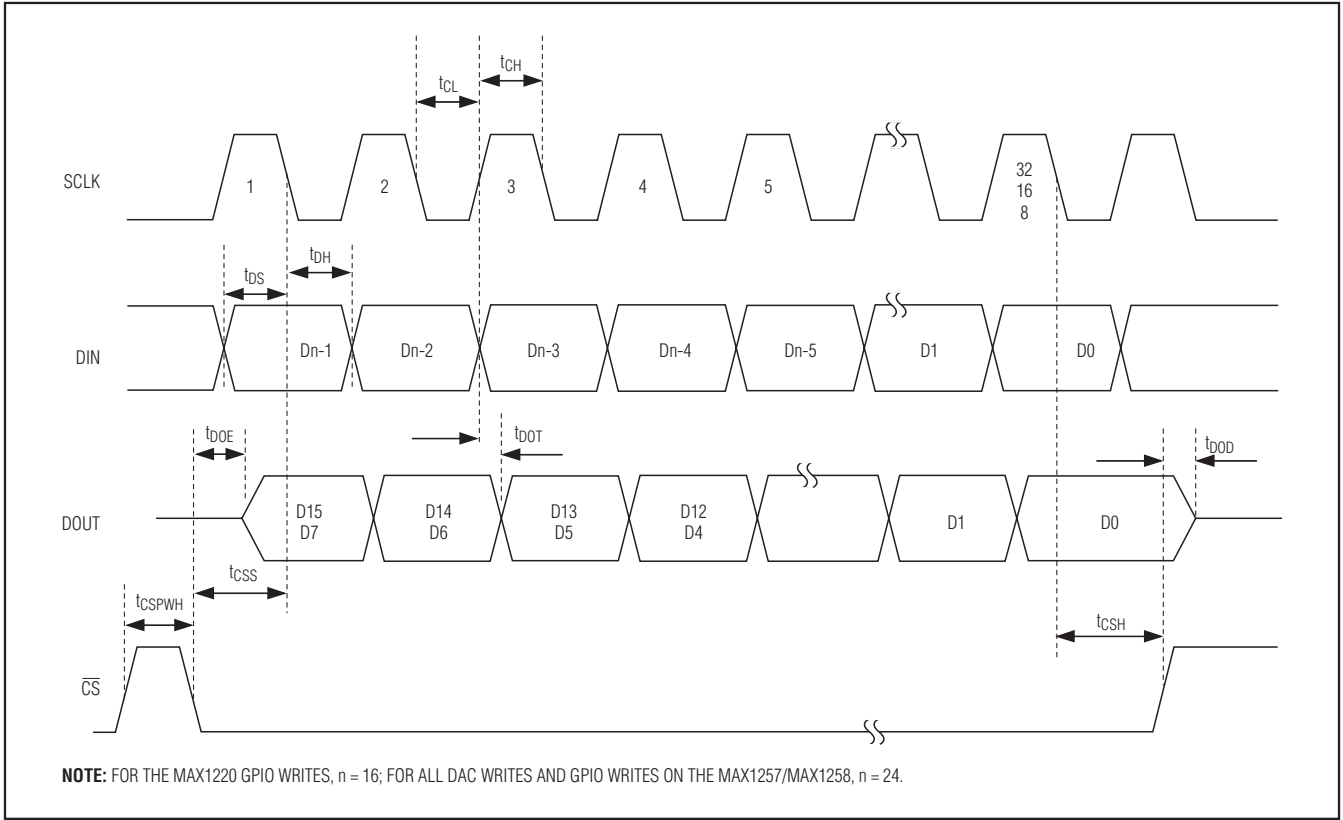 tCL
tCH
SCLK
1
2
3
4
5
32
16
8
tDH
tDS
DIN
Dn-1
Dn-2
Dn-3
Dn-4
Dn-5
D1
D0
tDOE
tDOT
tDOD
DOUT
D15
D7
D14
D6
D13
D5
D12
D4
D1
D0
tCSS
tCSPWH
tCSH
C̅S̅
NOTE: FOR THE MAX1220 GPIO WRITES, n = 16; FOR ALL DAC WRITES AND GPIO WRITES ON THE MAX1257/MAX1258, n = 24.